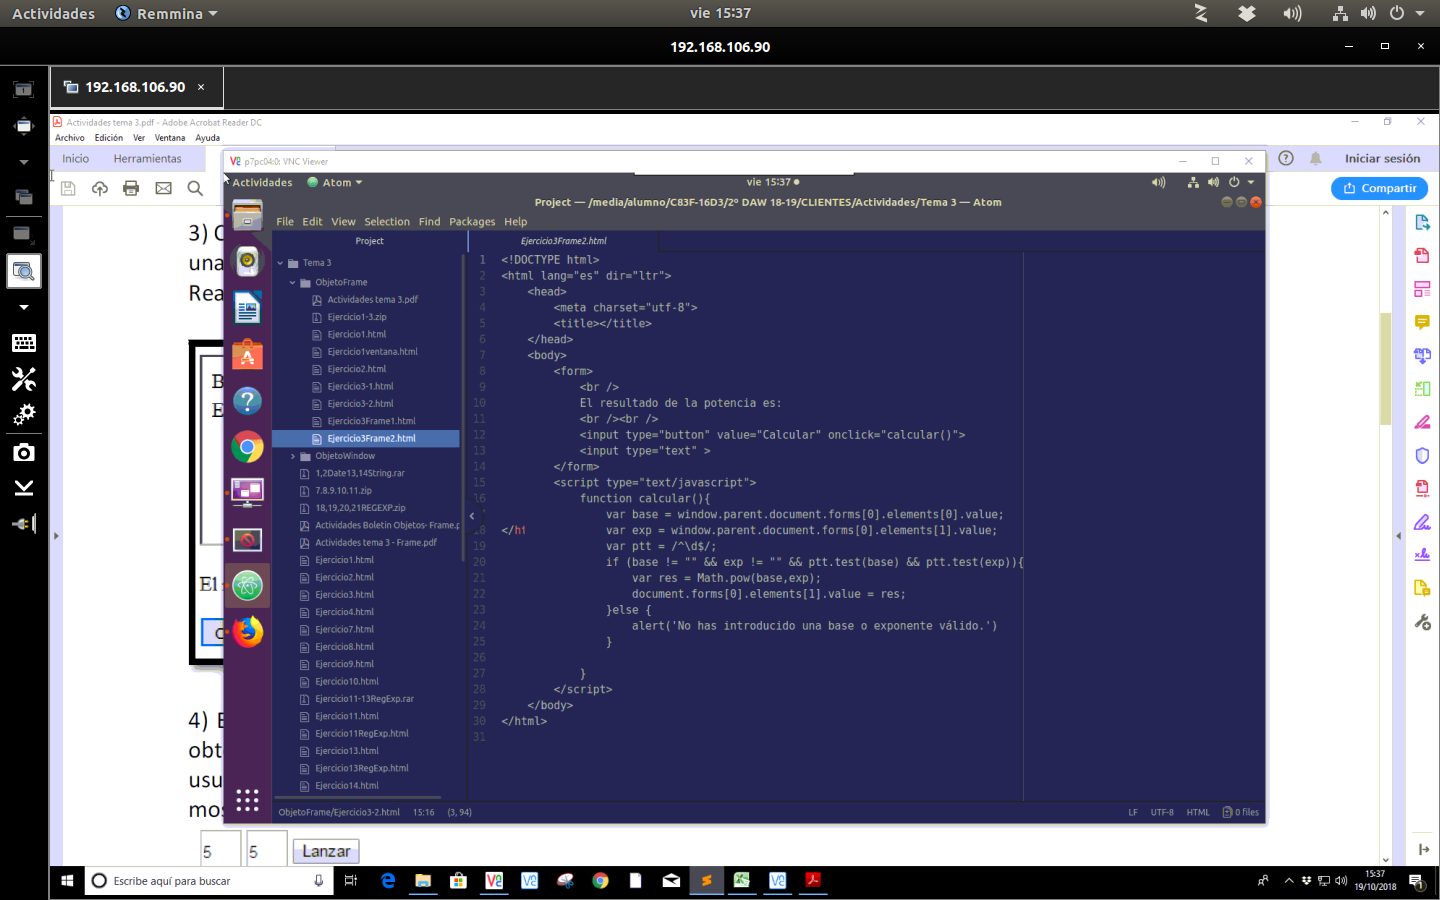 Actividades Remmina vie 15:37
192.168.106.90
192.168.106.90 ×
Actividades tema 3.pdf - Adobe Acrobat Reader DC
Archivo Edición Ver Ventana Ayuda
Inicio Herramientas
Iniciar sesión
Compartir
p7pc04:0: VNC Viewer
Actividades Atom vie 15:37
Project — /media/alumno/C83F-16D3/2º DAW 18-19/CLIENTES/Actividades/Tema 3 — Atom
File Edit View Selection Find Packages Help
Project
Ejercicio3Frame2.html
Tema 3
ObjetoFrame
Actividades tema 3.pdf
Ejercicio1-3.zip
Ejercicio1.html
Ejercicio1ventana.html
Ejercicio2.html
Ejercicio3-1.html
Ejercicio3-2.html
Ejercicio3Frame1.html
Ejercicio3Frame2.html
ObjetoWindow
1,2Date13,14String.rar
7.8.9.10.11.zip
18,19,20,21REGEXP.zip
Actividades Boletin Objetos- Frame.p
Actividades tema 3 - Frame.pdf
Ejercicio1.html
Ejercicio2.html
Ejercicio3.html
Ejercicio4.html
Ejercicio7.html
Ejercicio8.html
Ejercicio9.html
Ejercicio10.html
Ejercicio11-13RegExp.rar
Ejercicio11.html
Ejercicio11RegExp.html
Ejercicio13.html
Ejercicio13RegExp.html
Ejercicio14.html
1 <!DOCTYPE html>
2 <html lang="es" dir="ltr">
3 <head>
4 <meta charset="utf-8">
5 <title></title>
6 </head>
7 <body>
8 <form>
9 <br />
10 El resultado de la potencia es:
11 <br /><br />
12 <input type="button" value="Calcular" onclick="calcular()">
13 <input type="text" >
14 </form>
15 <script type="text/javascript">
16 function calcular(){
var base = window.parent.document.forms[0].elements[0].value;
18 </ht var exp = window.parent.document.forms[0].elements[1].value;
19 var ptt = /^\d$/;
20 if (base != "" && exp != "" && ptt.test(base) && ptt.test(exp)){
21 var res = Math.pow(base,exp);
22 document.forms[0].elements[1].value = res;
23 }else {
24 alert('No has introducido una base o exponente válido.')
25 }
26
27 }
28 </script>
29 </body>
30 </html>
31
ObjetoFrame/Ejercicio3-2.html 15:16 (3, 94) LF UTF-8 HTML 0 files
3) C
una
Rea
B
E
El
4) E
obt
usu
mos
5 5 Lanzar
Escribe aquí para buscar
15:37
19/10/2018
1